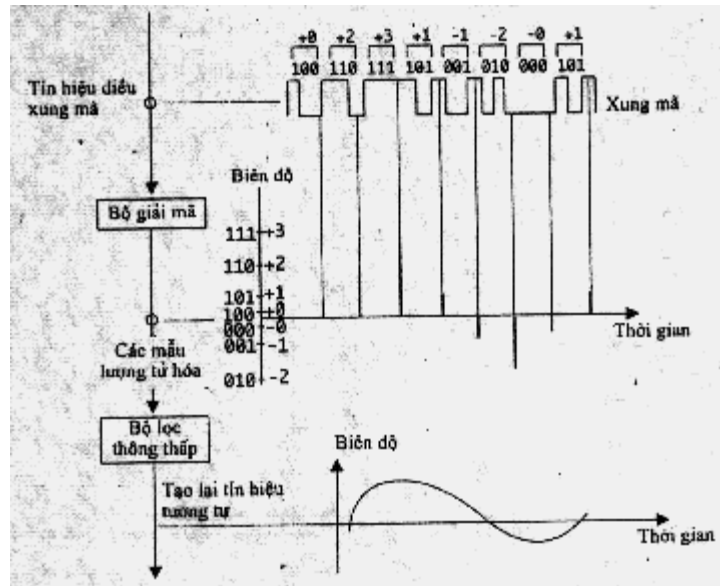 +0 +2 +3 +1 -1 -2 -0 +1
100 110 111 101 001 010 000 101
Tín hiệu điều
xung mã
Xung mã
Biên độ
Bộ giải mã
111 +3
110 +2
101 +1
100 +0
000 -0
001 -1
010 -2
Thời gian
Các mẫu
lượng tử hóa
Bộ lọc
thông thấp
Biên độ
Tạo lại tín hiệu
tương tự
Thời gian